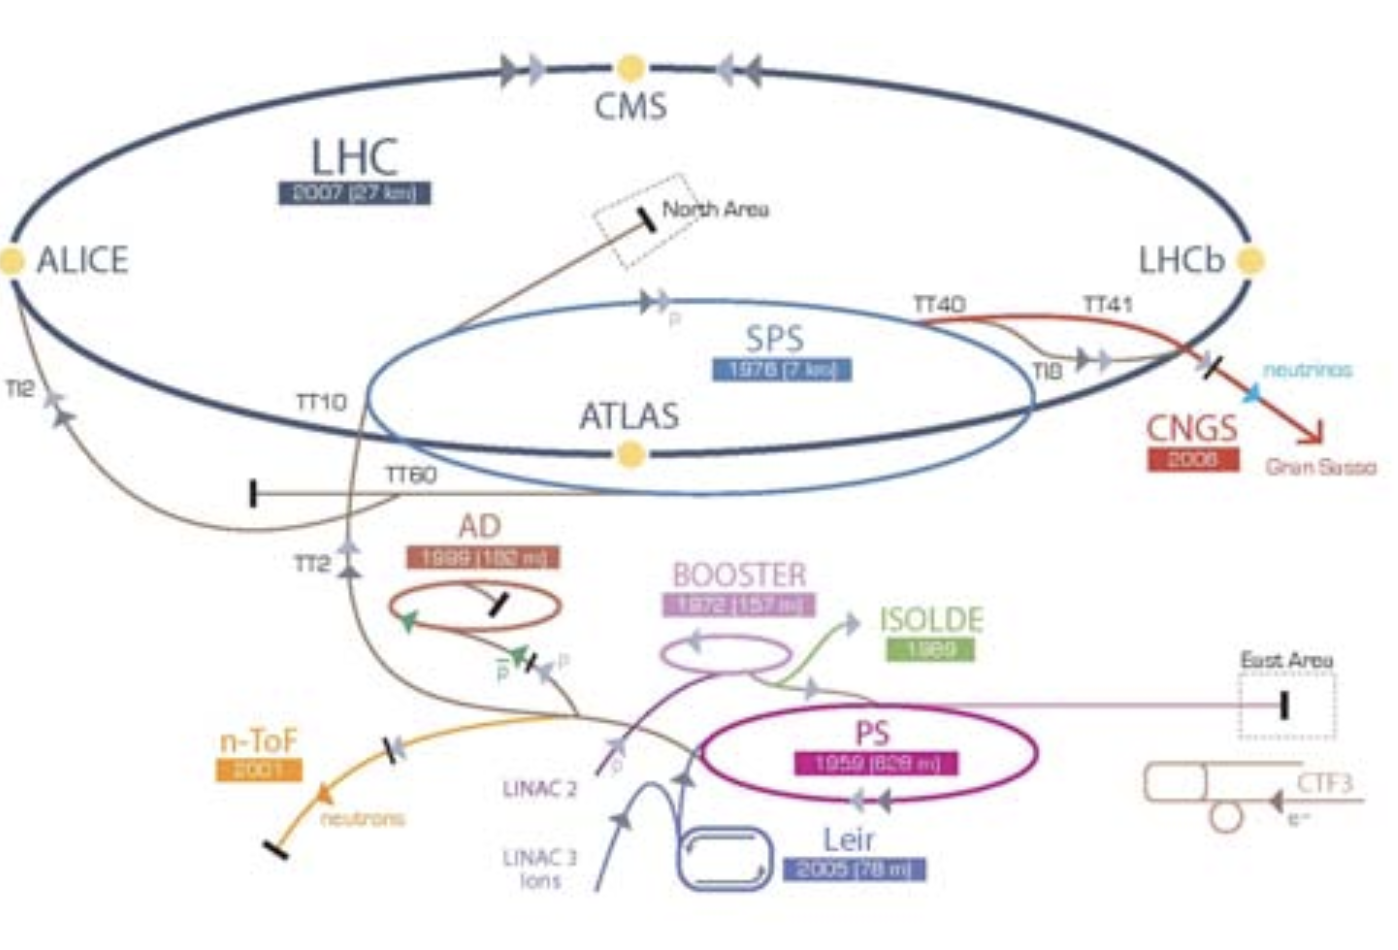 CMS
LHC
2007 (27 km)
North Area
ALICE
LHCb
TT40
TT41
SPS
1976 (7 km)
p
TI8
neutrinos
TI2
TT10
ATLAS
CNGS
2006
Gran Sasso
TT60
AD
1999 (182 m)
TT2
BOOSTER
1972 (157 m)
ISOLDE
1989
p
p
East Area
n-ToF
2001
PS
1959 (628 m)
p
LINAC 2
neutrons
CTF3
e-
Leir
2005 (78 m)
LINAC 3
Ions